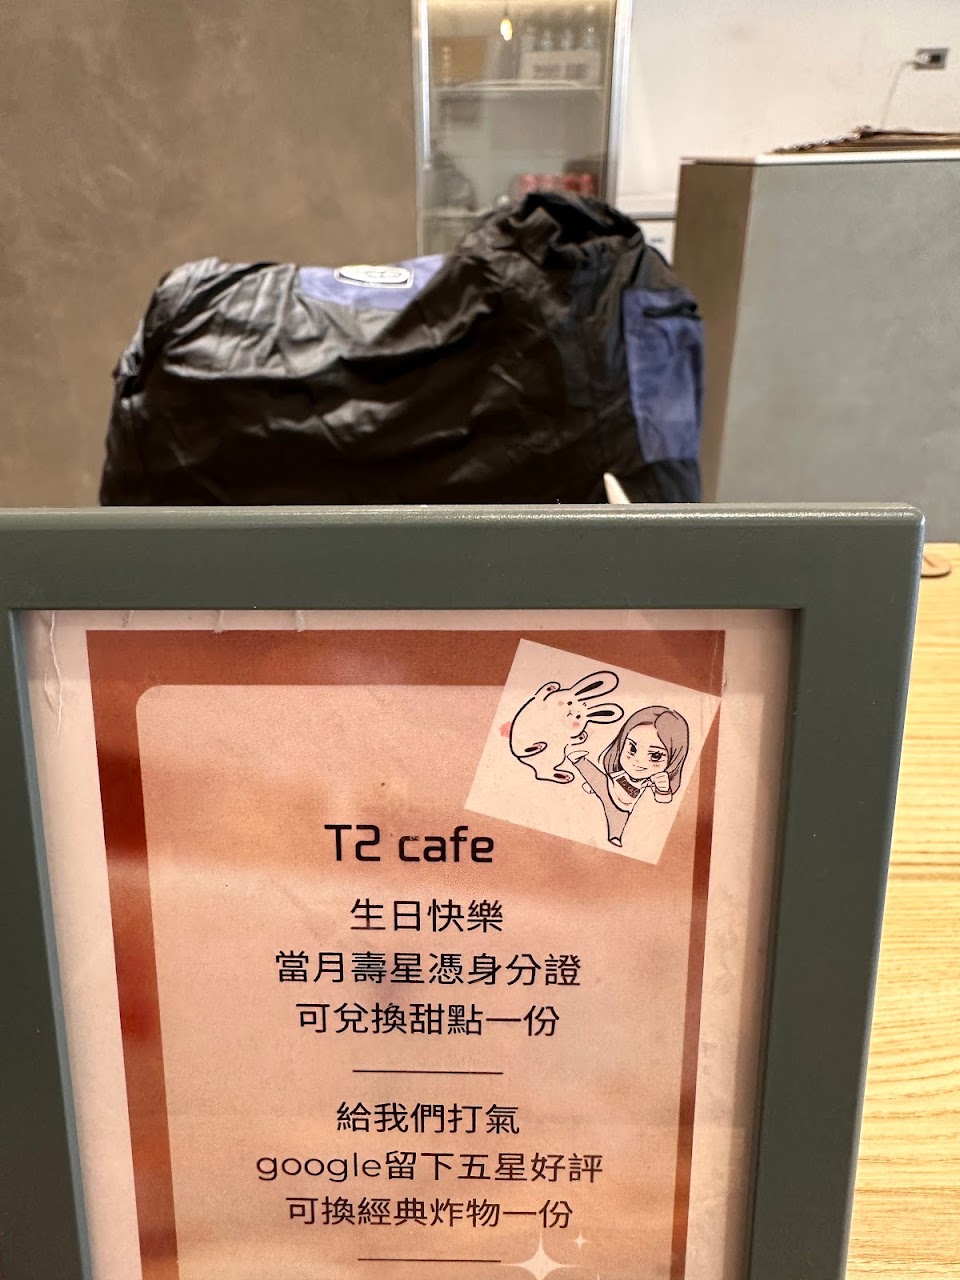 T2 cafe
生日快樂
當月壽星憑身分證
可兌換甜點一份
給我們打氣
google留下五星好評
可換經典炸物一份